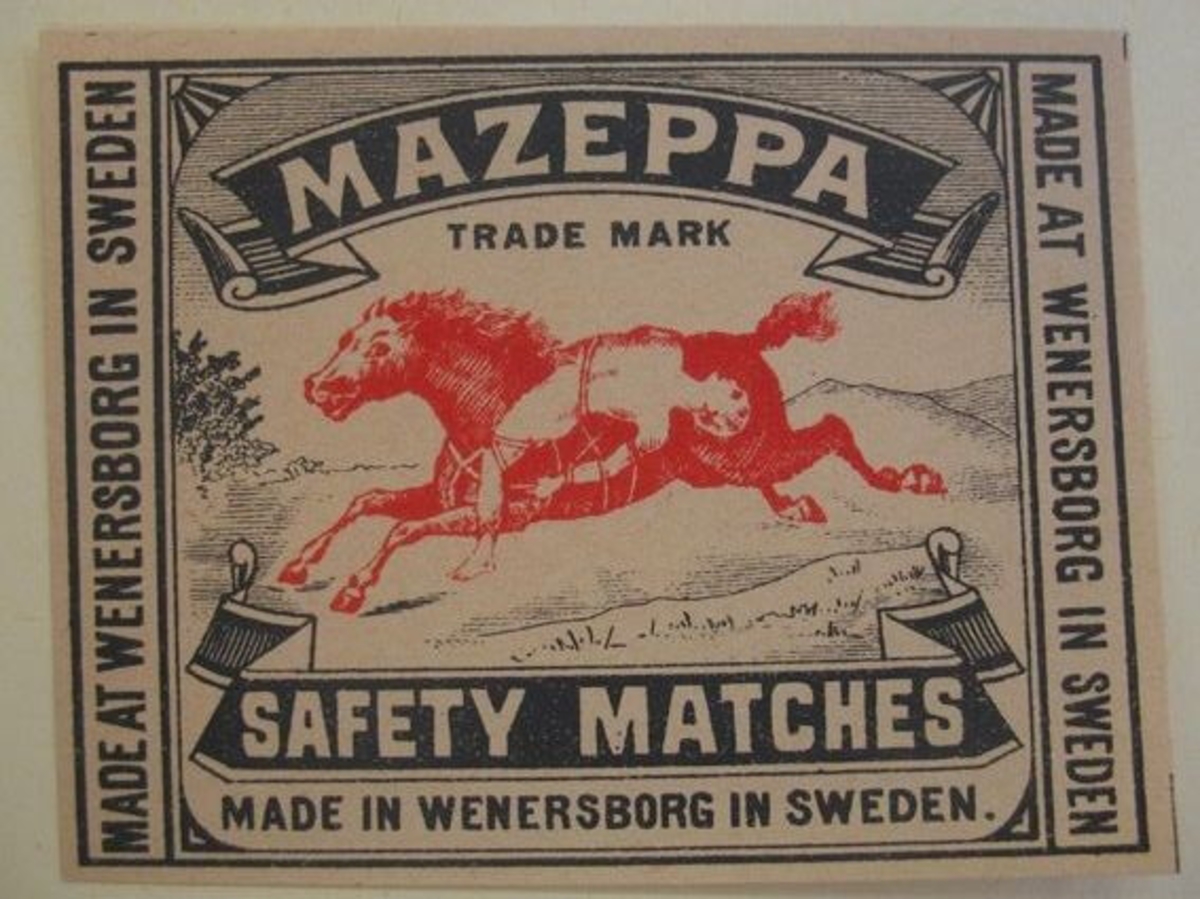 MAZEPPA
TRADE MARK
MADE AT WENERSBORG IN SWEDEN
MADE AT WENERSBORG IN SWEDEN
SAFETY MATCHES
MADE IN WENERSBORG IN SWEDEN.